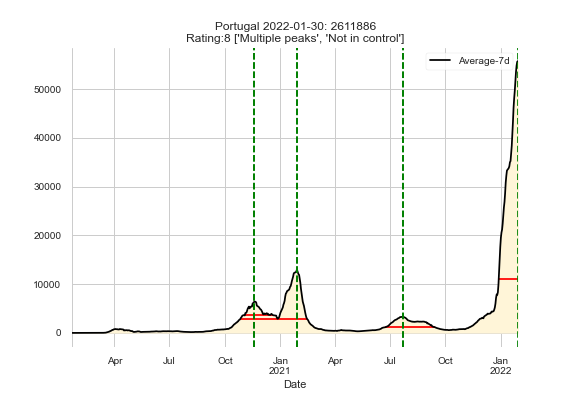 Portugal 2022-01-30: 2611886
Rating:8 ['Multiple peaks', 'Not in control']
Average-7d
50000
40000
30000
20000
10000
0
Apr Jul Oct Jan Apr Jul Oct Jan
2021 2022
Date